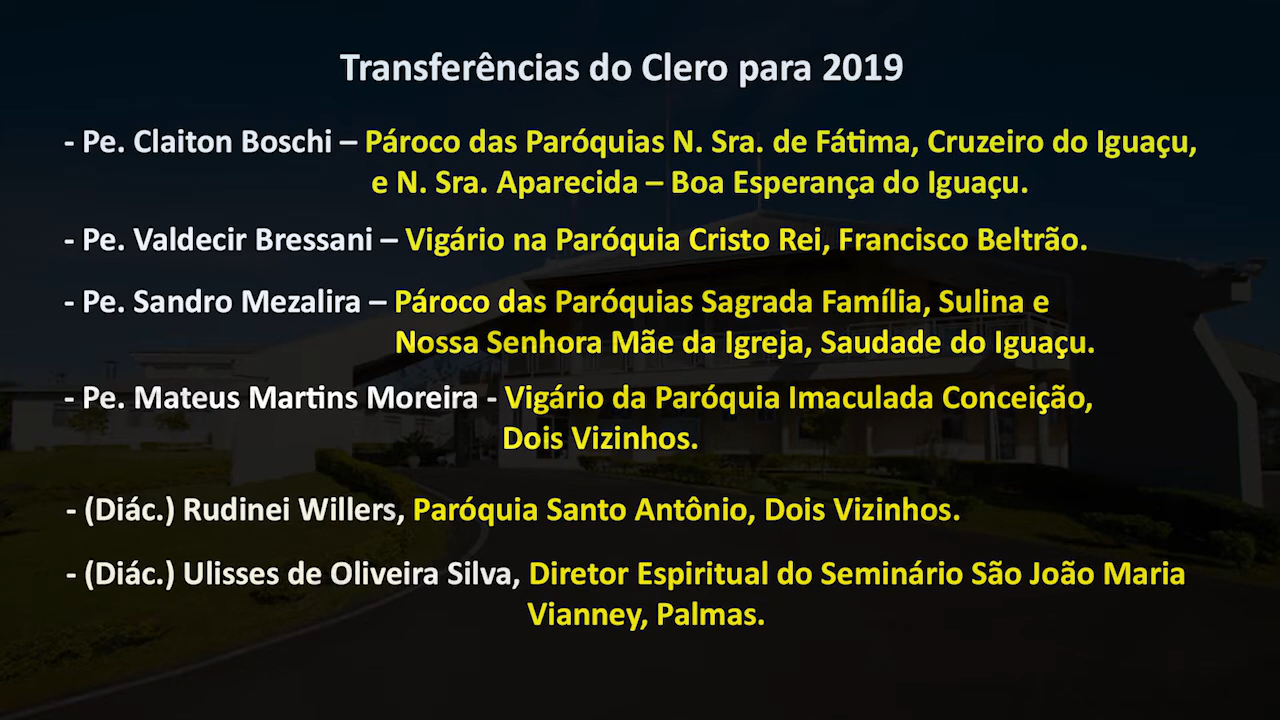 Transferências do Clero para 2019
- Pe. Claiton Boschi – Pároco das Paróquias N. Sra. de Fátima, Cruzeiro do Iguaçu,
e N. Sra. Aparecida – Boa Esperança do Iguaçu.
- Pe. Valdecir Bressani – Vigário na Paróquia Cristo Rei, Francisco Beltrão.
- Pe. Sandro Mezalira – Pároco das Paróquias Sagrada Família, Sulina e
Nossa Senhora Mãe da Igreja, Saudade do Iguaçu.
- Pe. Mateus Martins Moreira - Vigário da Paróquia Imaculada Conceição,
Dois Vizinhos.
- (Diác.) Rudinei Willers, Paróquia Santo Antônio, Dois Vizinhos.
- (Diác.) Ulisses de Oliveira Silva, Diretor Espiritual do Seminário São João Maria
Vianney, Palmas.